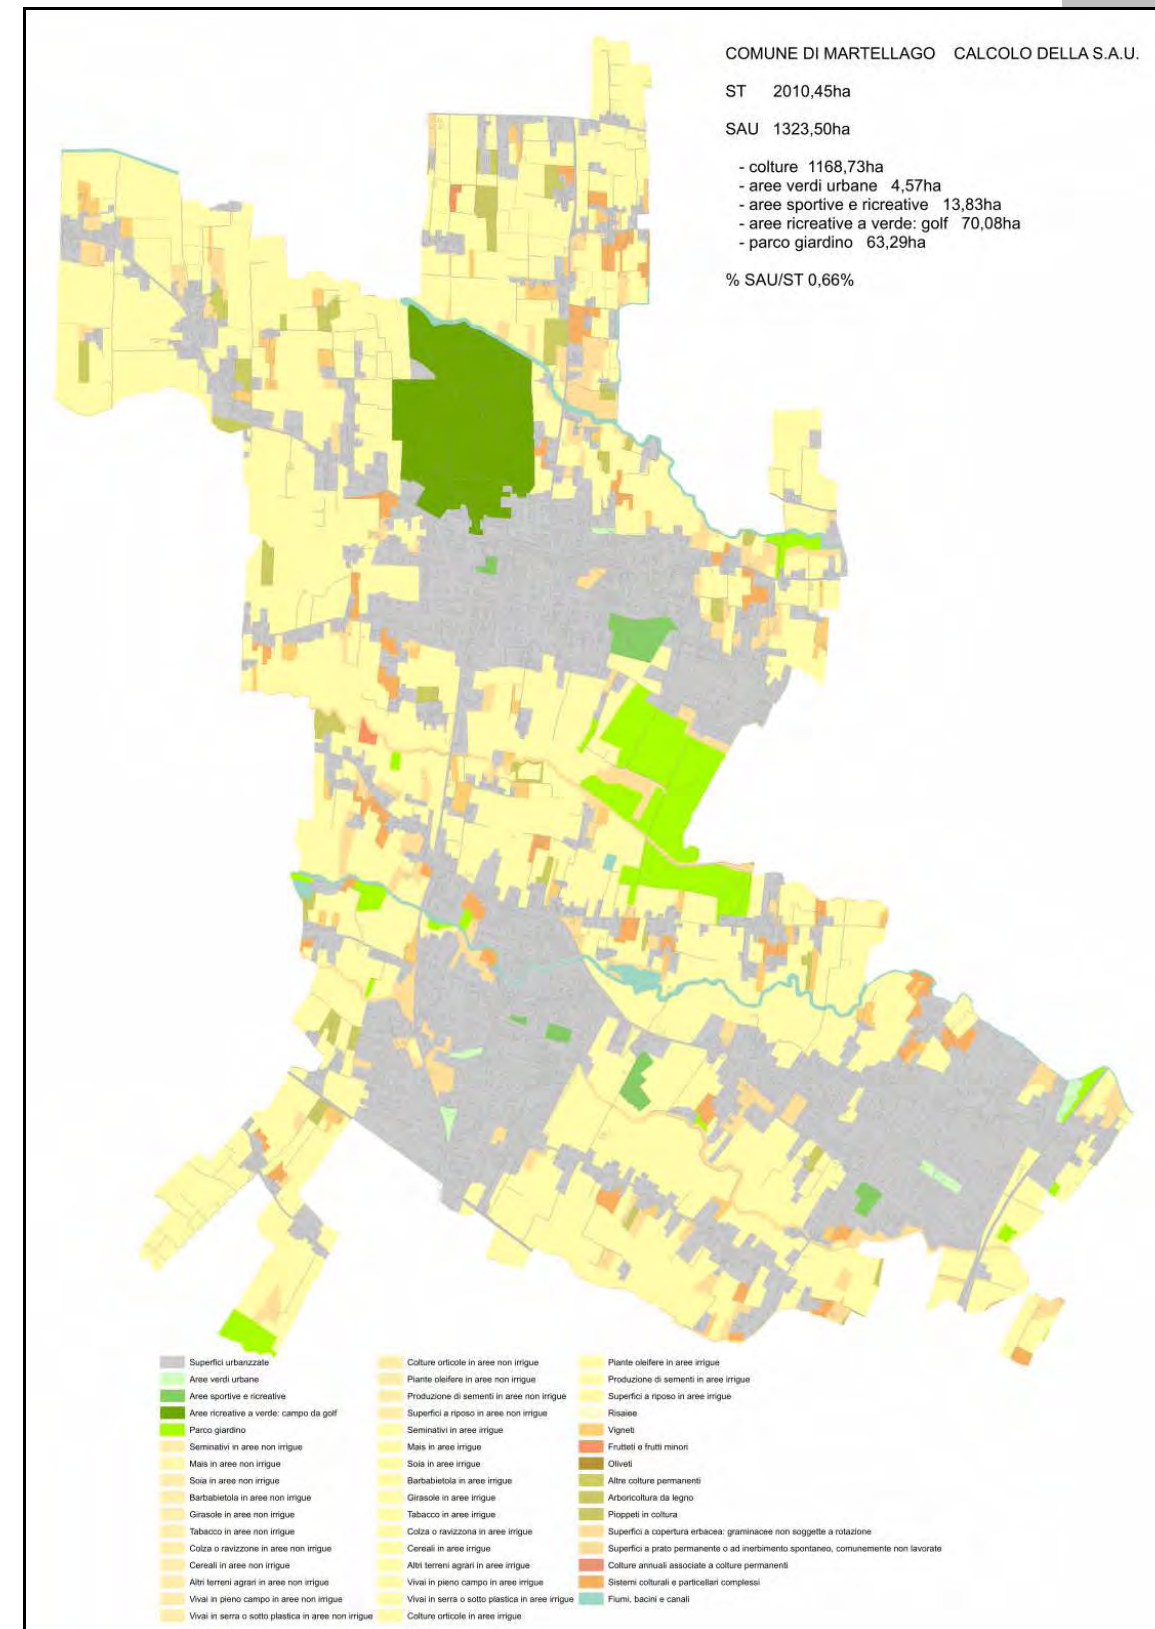 COMUNE DI MARTELLAGO CALCOLO DELLA S.A.U.
ST 2010,45ha
SAU 1323,50ha
- colture 1168,73ha
- aree verdi urbane 4,57ha
- aree sportive e ricreative 13,83ha
- aree ricreative a verde: golf 70,08ha
- parco giardino 63,29ha
% SAU/ST 0,66%
Superfici urbanzzate
Aree verdi urbane
Aree sportive e ricreative
Aree ricreative a verde: campo da golf
Parco giardino
Seminativi in aree non irrigue
Mais in aree non irrigue
Soia in aree non irrigue
Barbabietola in aree non irrigue
Girasole in aree non irrigue
Tabacco in aree non irrigue
Colza o ravizzone in aree non irrigue
Cereali in aree non irrigue
Altri terreni agrari in aree non irrigue
Vivai in pieno campo in aree non irrigue
Vivai in serra o sotto plastica in aree non irrigue
Colture orticole in aree non irrigue
Piante oleifere in aree non irrigue
Produzione di sementi in aree non irrigue
Superfici a riposo in aree non irrigue
Seminativi in aree irrigue
Mais in aree irrigue
Sois in aree irrigue
Barbabietola in aree irrigue
Girasole in aree irrigue
Tabacco in aree irrigue
Colza o ravizzona in aree irrigue
Cereali in aree irrigue
Altri terreni agrari in aree irrigue
Vivai in pieno campo in aree irrigue
Vivai in serra o sotto plastica in aree irrigue
Colture orticole in aree irrigue
Piante oleifere in aree irrigue
Produzione di sementi in aree irrigue
Superfici a riposo in aree irrigue
Risaiee
Vigneti
Frutteti e frutti minori
Oliveti
Altre colture permanenti
Arboricoltura da legno
Pioppeti in coltura
Superfici a copertura erbacea: graminacee non soggette a rotazione
Superfici a prato permanente o ad inerbimento spontaneo, comunemente non lavorate
Colture annuali associate a colture permanenti
Sistemi colturali e particellari complessi
Fiumi, bacini e canali